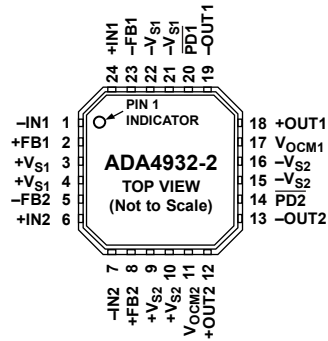 +IN1
–FB1
–VS1
–VS1
PD1
–OUT1
24
23
22
21
20
19
PIN 1
INDICATOR
–IN1 1
+FB1 2
+VS1 3
+VS1 4
–FB2 5
+IN2 6
ADA4932-2
TOP VIEW
(Not to Scale)
18 +OUT1
17 VOCM1
16 –VS2
15 –VS2
14 PD2
13 –OUT2
7
8
9
10
11
12
–IN2
+FB2
+VS2
+VS2
VOCM2
+OUT2